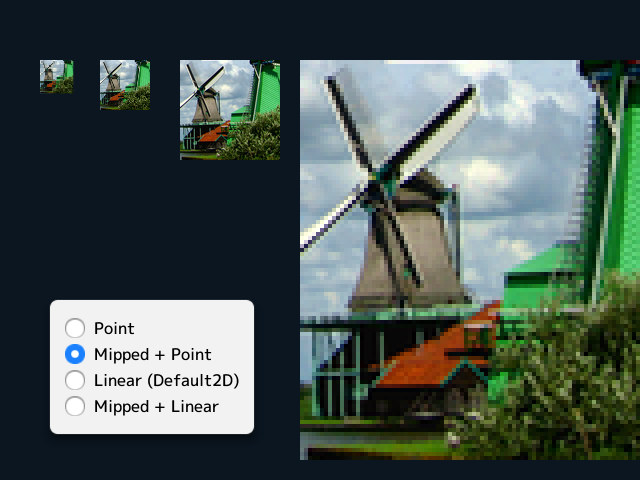 Point
Mipped + Point
Linear (Default2D)
Mipped + Linear